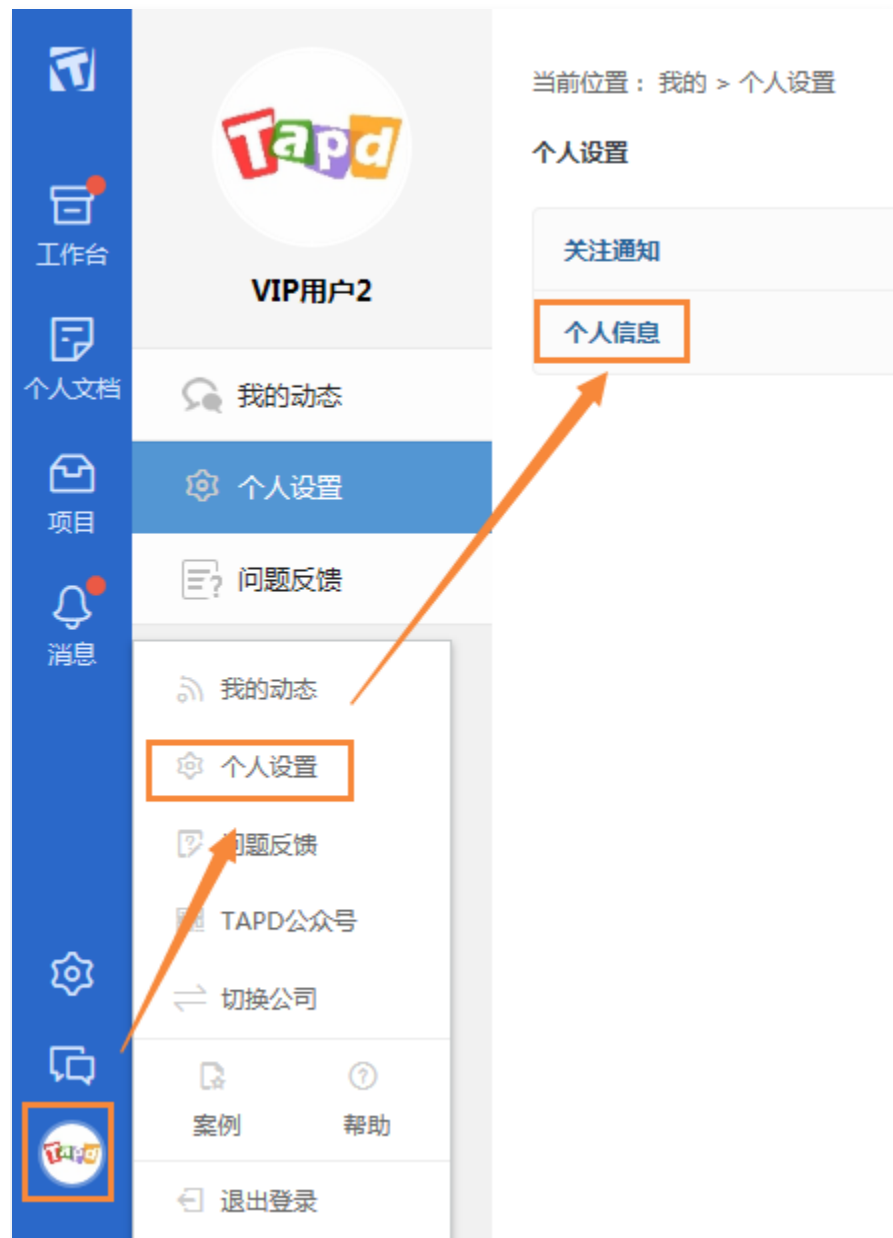 Tapd
VIP用户2
当前位置： 我的 > 个人设置
个人设置
关注通知
个人信息
工作台
个人文档
项目
消息
我的动态
个人设置
问题反馈
我的动态
个人设置
问题反馈
TAPD公众号
切换公司
案例
帮助
退出登录
Tapd